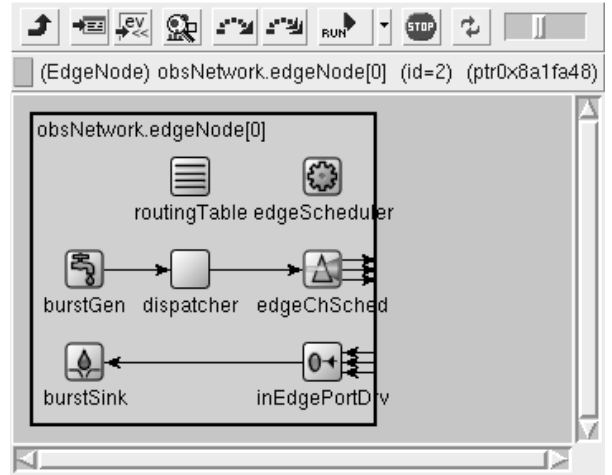 ev
<<
RUN
STOP
(EdgeNode) obsNetwork.edgeNode[0] (id=2) (ptr0x8a1fa48)
obsNetwork.edgeNode[0]
routingTable edgeScheduler
burstGen dispatcher edgeChSched
burstSink inEdgePortDrv